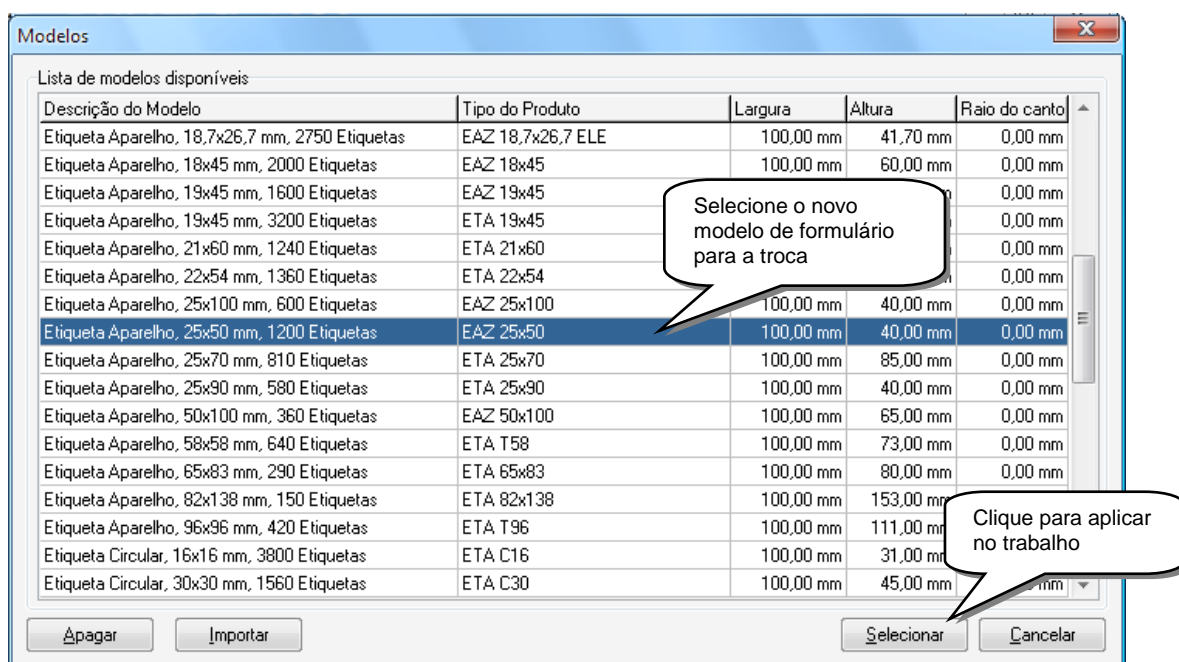 Modelos
Lista de modelos disponíveis
Descrição do Modelo Tipo do Produto Largura Altura Raio do canto
Etiqueta Aparelho, 18,7x26,7 mm, 2750 Etiquetas EAZ 18,7x26,7 ELE 100,00 mm 41,70 mm 0,00 mm
Etiqueta Aparelho, 18x45 mm, 2000 Etiquetas EAZ 18x45 100,00 mm 60,00 mm 0,00 mm
Etiqueta Aparelho, 19x45 mm, 1600 Etiquetas EAZ 19x45
Etiqueta Aparelho, 19x45 mm, 3200 Etiquetas ETA 19x45
Etiqueta Aparelho, 21x60 mm, 1240 Etiquetas ETA 21x60
Etiqueta Aparelho, 22x54 mm, 1360 Etiquetas ETA 22x54
Selecione o novo
modelo de formulário
para a troca
Etiqueta Aparelho, 25x100 mm, 600 Etiquetas EAZ 25x100 100,00 mm 40,00 mm 0,00 mm
Etiqueta Aparelho, 25x50 mm, 1200 Etiquetas EAZ 25x50 100,00 mm 40,00 mm 0,00 mm
Etiqueta Aparelho, 25x70 mm, 810 Etiquetas ETA 25x70 100,00 mm 85,00 mm 0,00 mm
Etiqueta Aparelho, 25x90 mm, 580 Etiquetas ETA 25x90 100,00 mm 40,00 mm 0,00 mm
Etiqueta Aparelho, 50x100 mm, 360 Etiquetas EAZ 50x100 100,00 mm 65,00 mm 0,00 mm
Etiqueta Aparelho, 58x58 mm, 640 Etiquetas ETA T58 100,00 mm 73,00 mm 0,00 mm
Etiqueta Aparelho, 65x83 mm, 290 Etiquetas ETA 65x83 100,00 mm 80,00 mm 0,00 mm
Etiqueta Aparelho, 82x138 mm, 150 Etiquetas ETA 82x138 100,00 mm 153,00 mm
Etiqueta Aparelho, 96x96 mm, 420 Etiquetas ETA T96 100,00 mm 111,00 mm
Etiqueta Circular, 16x16 mm, 3800 Etiquetas ETA C16 100,00 mm 31,00 mm
Etiqueta Circular, 30x30 mm, 1560 Etiquetas ETA C30 100,00 mm 45,00 mm mm
Clique para aplicar
no trabalho
Apagar Importar Selecionar Cancelar